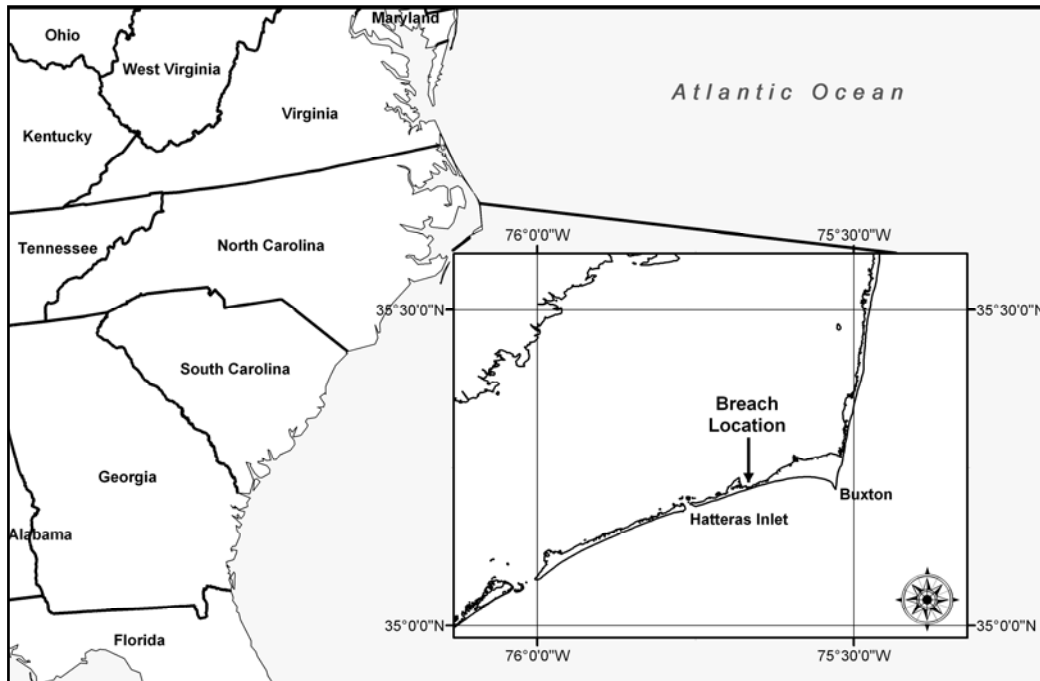 Maryland
Ohio
West Virginia
Atlantic Ocean
Virginia
Kentucky
Tennessee
North Carolina
76°0'0"W
75°30'0"W
35°30'0"N
35°30'0"N
South Carolina
Breach
Location
Georgia
Buxton
Hatteras Inlet
Alabama
35°0'0"N
35°0'0"N
Florida
76°0'0"W
75°30'0"W